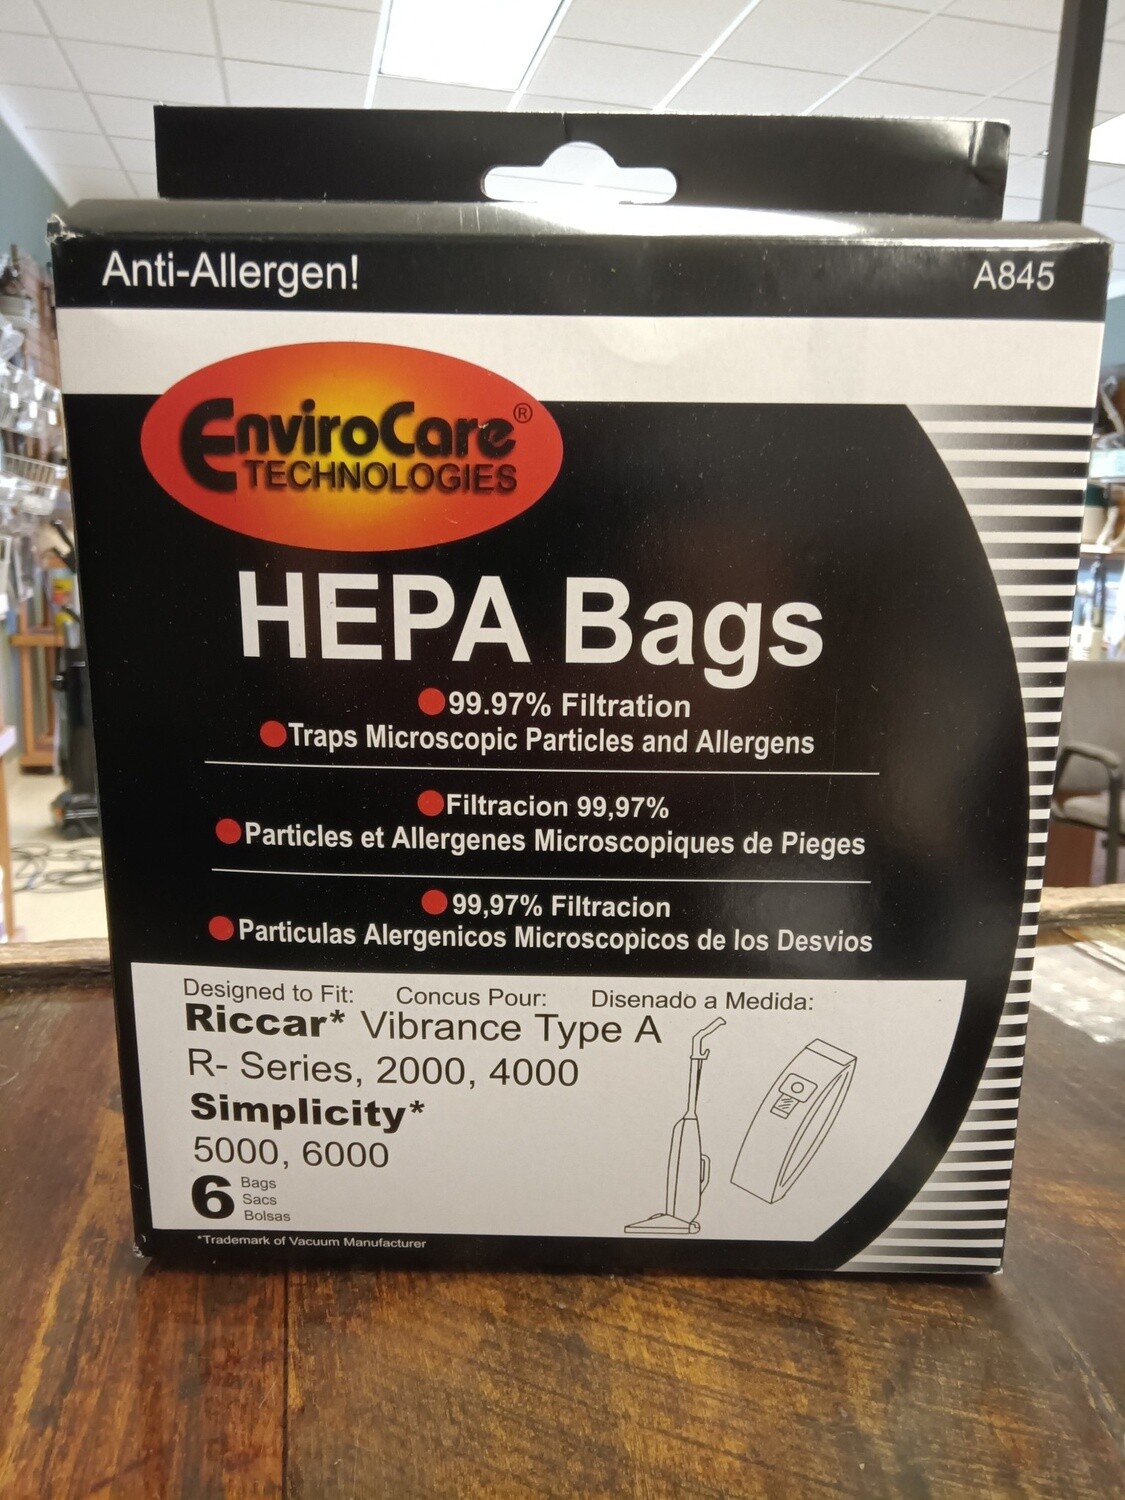 Anti-Allergen!
A845
EnviroCare®
TECHNOLOGIES
HEPA Bags
99.97% Filtration
Traps Microscopic Particles and Allergens
Filtracion 99,97%
Particles et Allergenes Microscopiques de Pieges
99,97% Filtracion
Particulas Alergenicos Microscopicos de los Desvios
Designed to Fit: Concus Pour: Disenado a Medida:
Riccar* Vibrance Type A
R- Series, 2000, 4000
Simplicity*
5000, 6000
6 Bags
Sacs
Bolsas
*Trademark of Vacuum Manufacturer